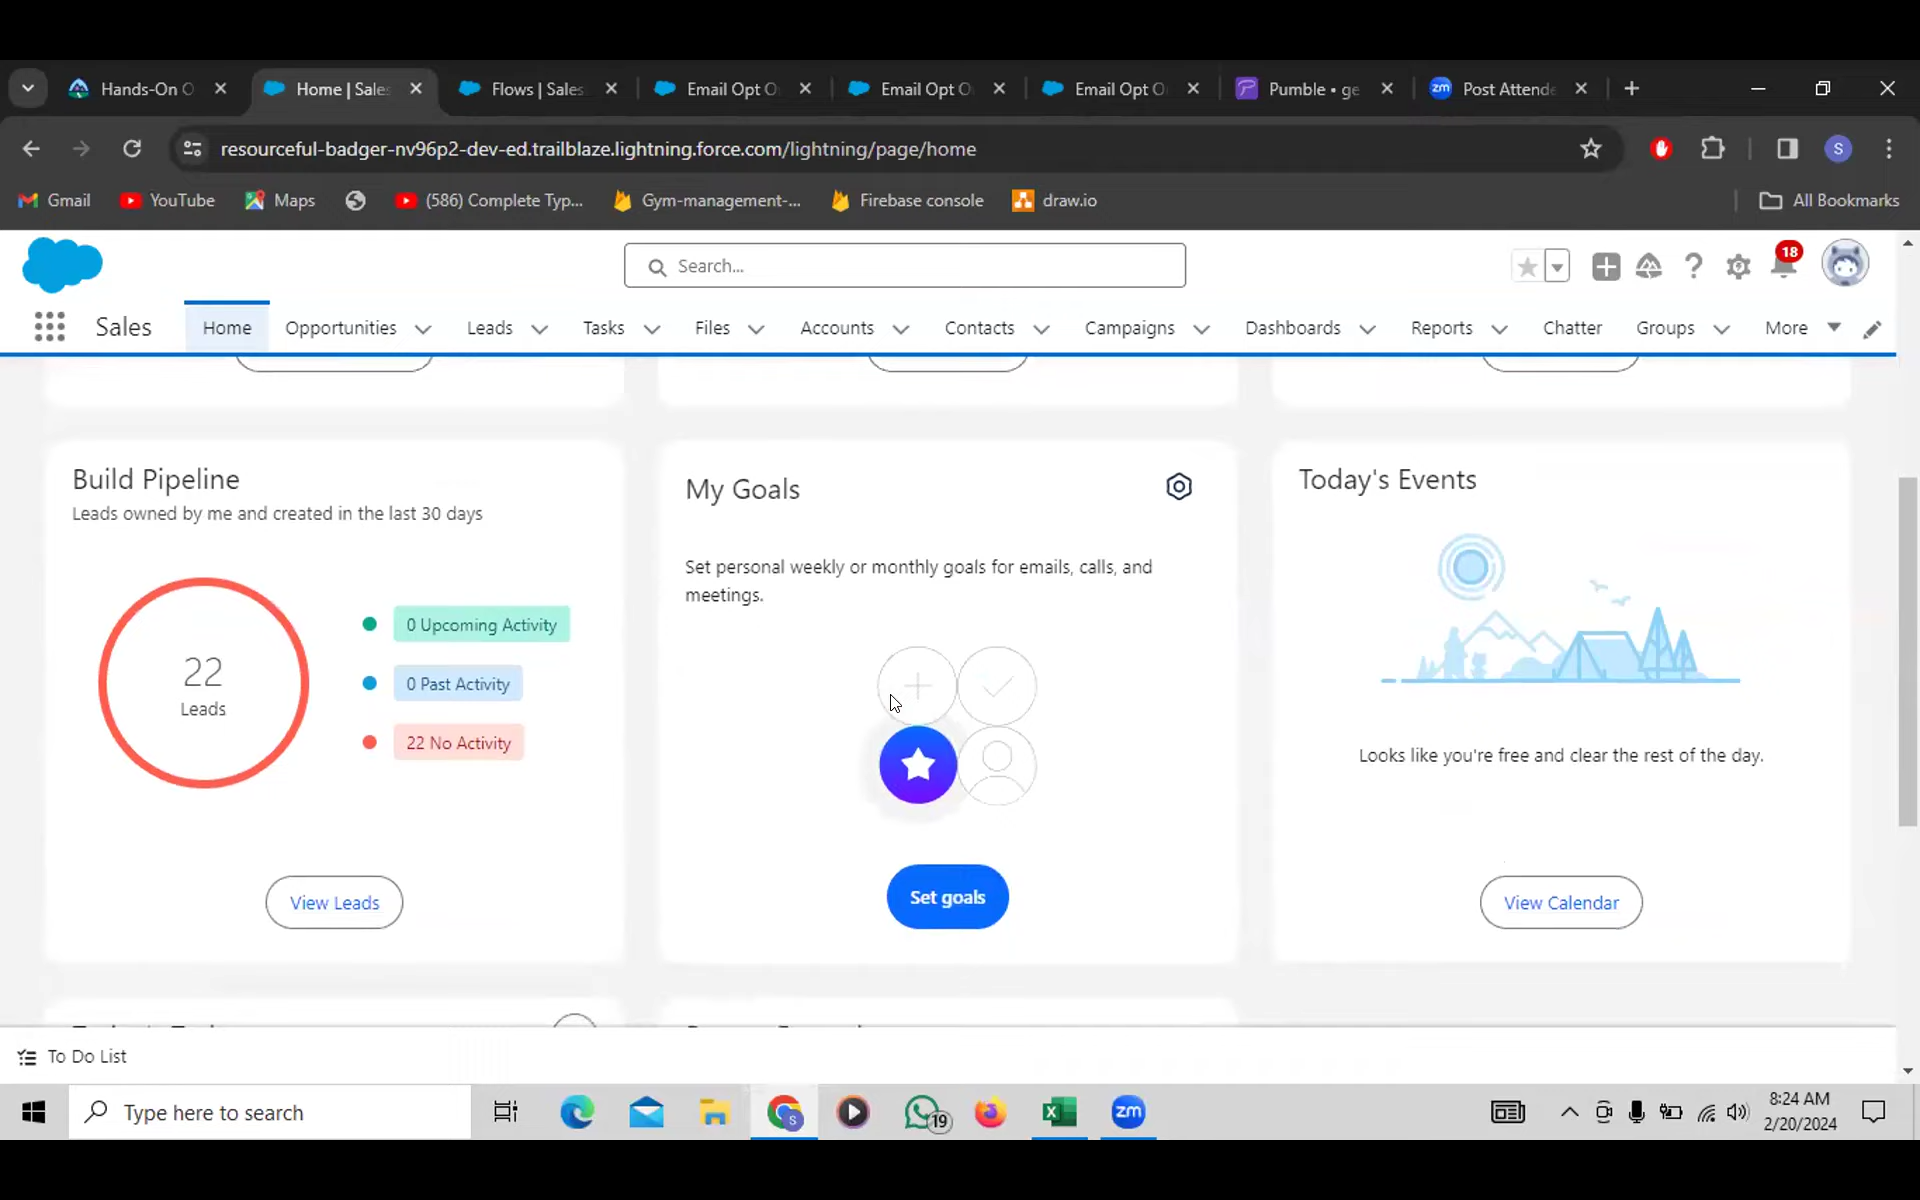 Hands-On O
Home | Sales
Flows | Sales
Email Opt O
Email Opt O
Email Opt O
Pumble • ge
zm Post Attende
resourceful-badger-nv96p2-dev-ed.trailblaze.lightning.force.com/lightning/page/home
S
Gmail
YouTube
Maps
(586) Complete Typ...
Gym-management-...
Firebase console
draw.io
All Bookmarks
Search...
18
Sales
Home
Opportunities
Leads
Tasks
Files
Accounts
Contacts
Campaigns
Dashboards
Reports
Chatter
Groups
More
Build Pipeline
Leads owned by me and created in the last 30 days
22
Leads
0 Upcoming Activity
0 Past Activity
22 No Activity
View Leads
My Goals
Set personal weekly or monthly goals for emails, calls, and
meetings.
Set goals
Today's Events
Looks like you're free and clear the rest of the day.
View Calendar
To Do List
Type here to search
S
19
zm
8:24 AM
2/20/2024